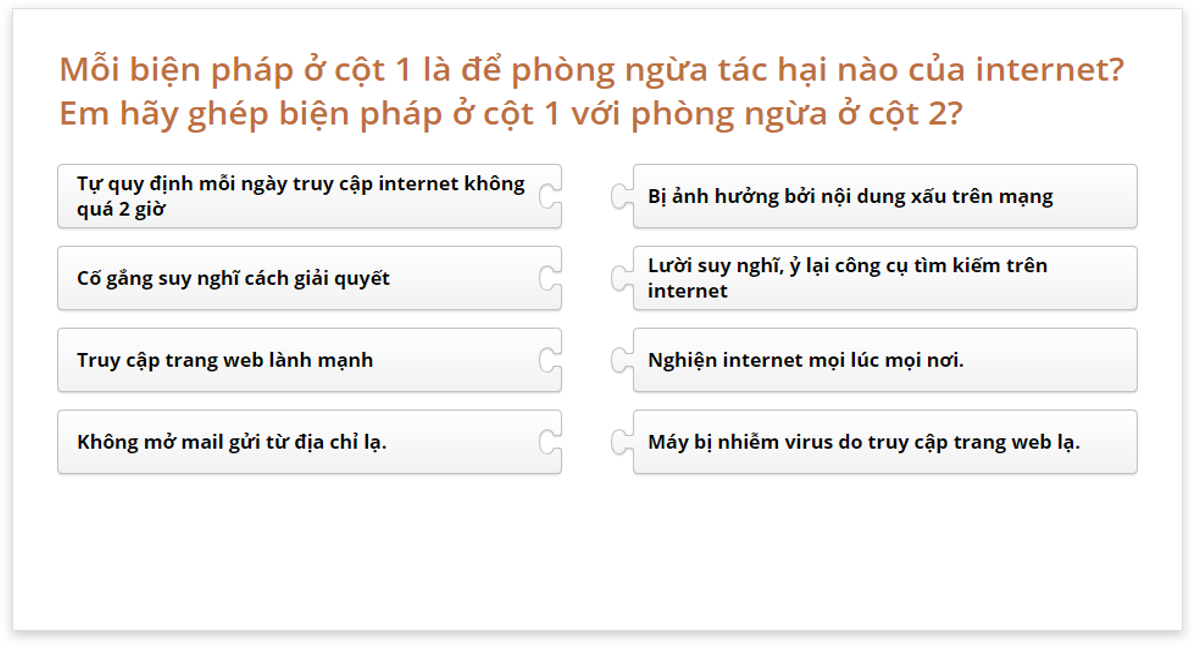 Mỗi biện pháp ở cột 1 là để phòng ngừa tác hại nào của internet?
Em hãy ghép biện pháp ở cột 1 với phòng ngừa ở cột 2?
Tự quy định mỗi ngày truy cập internet không
quá 2 giờ
Bị ảnh hưởng bởi nội dung xấu trên mạng
Cố gắng suy nghĩ cách giải quyết
Lười suy nghĩ, ỷ lại công cụ tìm kiếm trên
internet
Truy cập trang web lành mạnh
Nghiện internet mọi lúc mọi nơi.
Không mở mail gửi từ địa chỉ lạ.
Máy bị nhiễm virus do truy cập trang web lạ.